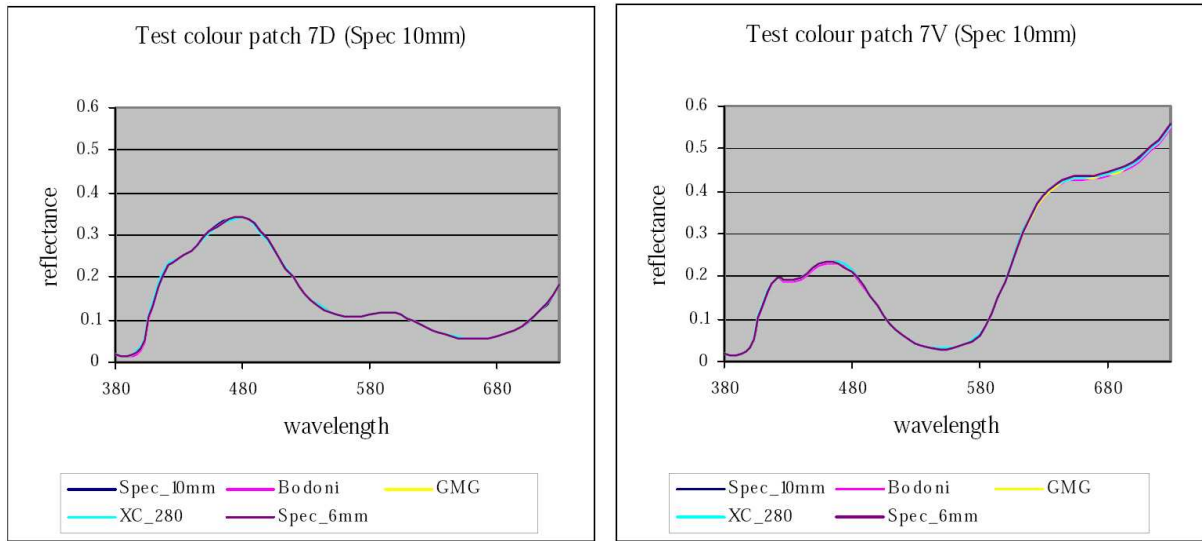 Test colour patch 7D (Spec 10mm)
0.6
0.5
0.4
0.3
0.2
0.1
0
reflectance
380 480 580 680
wavelength
Spec_10mm Bodoni GMG
XC_280 Spec_6mm
Test colour patch 7V (Spec 10mm)
0.6
0.5
0.4
0.3
0.2
0.1
0
reflectance
380 480 580 680
wavelength
Spec_10mm Bodoni GMG
XC_280 Spec_6mm